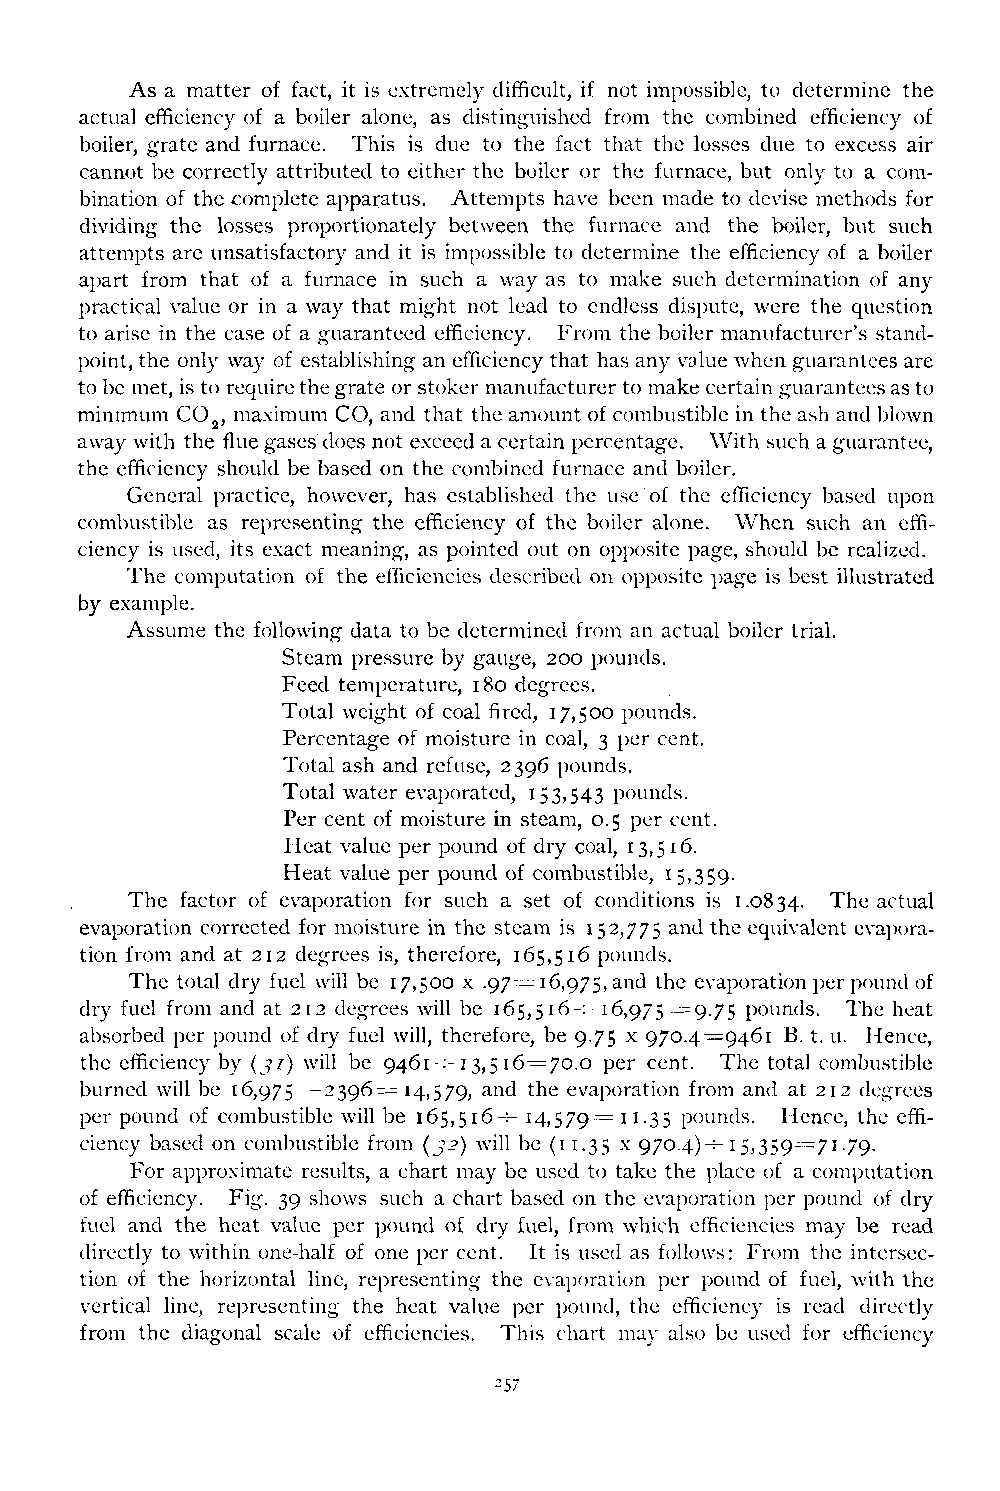 As a matter of fact, it is extremely difficult, if not impossible, to determine the
actual efficiency of a boiler alone, as distinguished from the combined efficiency of
boiler, grate and furnace. This is due to the fact that the losses due to excess air
cannot be correctly attributed to either the boiler or the furnace, but only to a com-
bination of the complete apparatus. Attempts have been made to devise methods for
dividing the losses proportionately between the furnace and the boiler, but such
attempts are unsatisfactory and it is impossible to determine the efficiency of a boiler
apart from that of a furnace in such a way as to make such determination of any
practical value or in a way that might not lead to endless dispute, were the question
to arise in the case of a guaranteed efficiency. From the boiler manufacturer's stand-
point, the only way of establishing an efficiency that has any value when guarantees are
to be met, is to require the grate or stoker manufacturer to make certain guarantees as to
minimum CO₂, maximum CO, and that the amount of combustible in the ash and blown
away with the flue gases does not exceed a certain percentage. With such a guarantee,
the efficiency should be based on the combined furnace and boiler.
General practice, however, has established the use of the efficiency based upon
combustible as representing the efficiency of the boiler alone. When such an effi-
ciency is used, its exact meaning, as pointed out on opposite page, should be realized.
The computation of the efficiencies described on opposite page is best illustrated
by example.
Assume the following data to be determined from an actual boiler trial.
Steam pressure by gauge, 200 pounds.
Feed temperature, 180 degrees.
Total weight of coal fired, 17,500 pounds.
Percentage of moisture in coal, 3 per cent.
Total ash and refuse, 2396 pounds.
Total water evaporated, 153,543 pounds.
Per cent of moisture in steam, 0.5 per cent.
Heat value per pound of dry coal, 13,516.
Heat value per pound of combustible, 15,359.
The factor of evaporation for such a set of conditions is 1.0834. The actual
evaporation corrected for moisture in the steam is 152,775 and the equivalent evapora-
tion from and at 212 degrees is, therefore, 165,516 pounds.
The total dry fuel will be 17,500 x .97=16,975, and the evaporation per pound of
dry fuel from and at 212 degrees will be 165,516÷16,975=9.75 pounds. The heat
absorbed per pound of dry fuel will, therefore, be 9.75 x 970.4=9461 B. t. u. Hence,
the efficiency by (31) will be 9461÷13,516=70.0 per cent. The total combustible
burned will be 16,975 -2396=14,579, and the evaporation from and at 212 degrees
per pound of combustible will be 165,516÷14,579=11.35 pounds. Hence, the effi-
ciency based on combustible from (32) will be (11.35 x 970.4)÷15,359=71.79.
For approximate results, a chart may be used to take the place of a computation
of efficiency. Fig. 39 shows such a chart based on the evaporation per pound of dry
fuel and the heat value per pound of dry fuel, from which efficiencies may be read
directly to within one-half of one per cent. It is used as follows: From the intersec-
tion of the horizontal line, representing the evaporation per pound of fuel, with the
vertical line, representing the heat value per pound, the efficiency is read directly
from the diagonal scale of efficiencies. This chart may also be used for efficiency
257